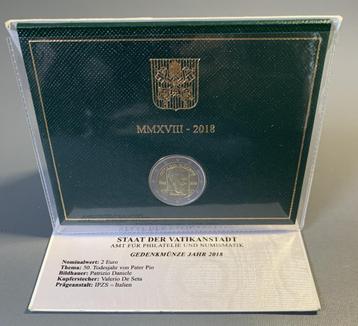 MMXVIII - 2018
STAAT DER VATIKANSTADT
AMT FÜR PHILATELIE UND NUMISMATIK
GEDENKMÜNZE JAHR 2018
Nominalwert: 2 Euro
Thema: 50. Todesjahr von Pater Pio
Bildhauer: Patrizio Daniele
Kupferstecher: Valerio De Seta
Prägeanstalt: IPZS – Italien